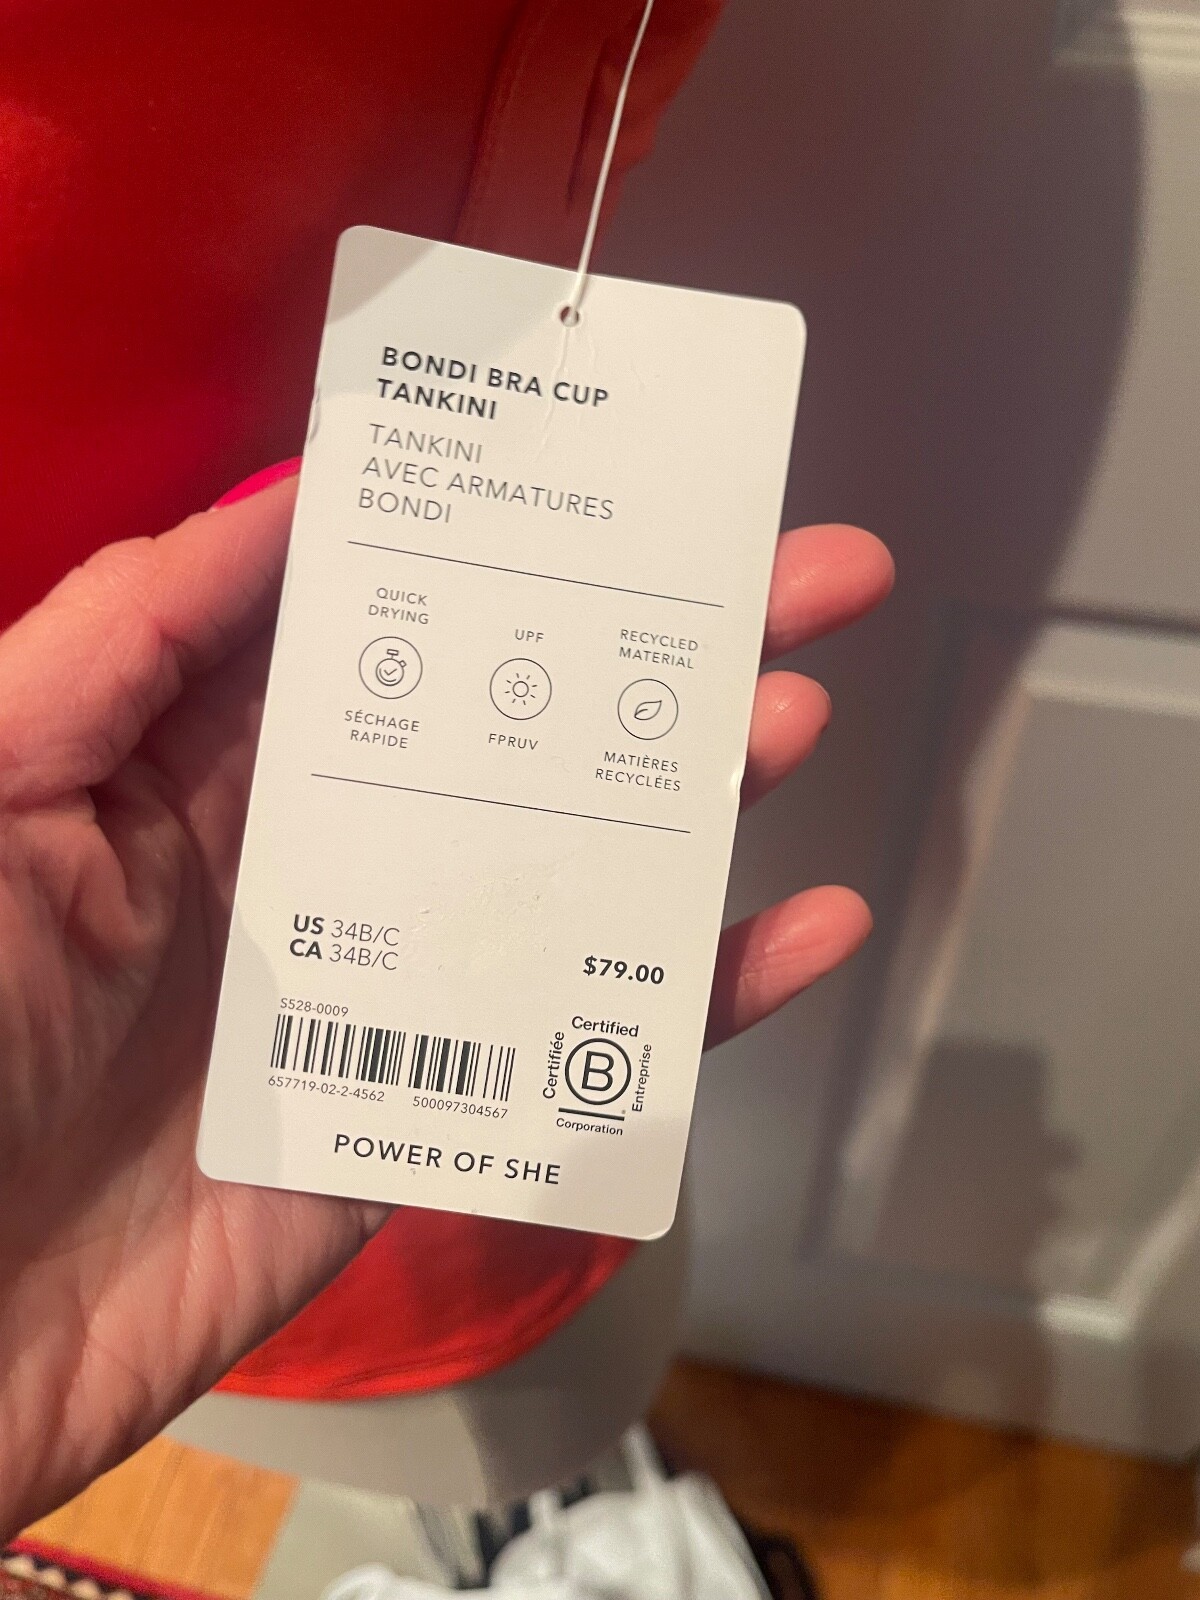 BONDI BRA CUP
TANKINI
TANKINI
AVEC ARMATURES
BONDI
QUICK
DRYING
SÉCHAGE
RAPIDE
UPF
FPRUV
RECYCLED
MATERIAL
MATIÈRES
RECYCLÉES
US 34B/C
CA 34B/C
$79.00
S528-0009
657719-02-2-4562
500097304567
Certified
Certifiée
B
Entreprise
Corporation
POWER OF SHE